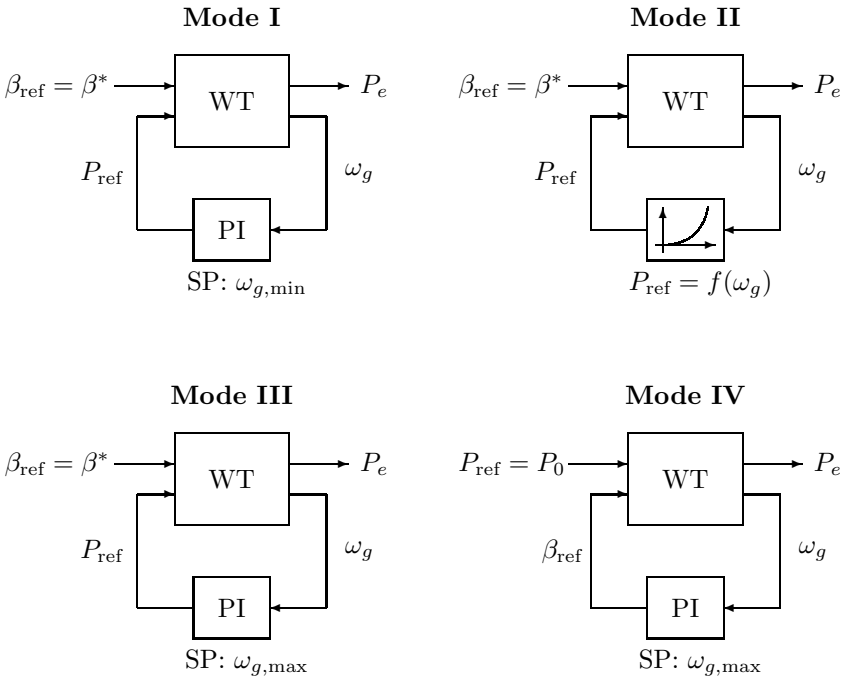 Mode I
β_ref = β*
WT
P_e
P_ref
ω_g
PI
SP: ω_g,min
Mode II
β_ref = β*
WT
P_e
P_ref
ω_g
P_ref = f(ω_g)
Mode III
β_ref = β*
WT
P_e
P_ref
ω_g
PI
SP: ω_g,max
Mode IV
P_ref = P_0
WT
P_e
β_ref
ω_g
PI
SP: ω_g,max